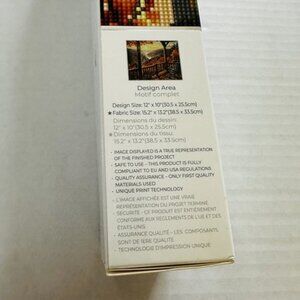 Design Area
Motif complet
Design Size: 12" x 10" (30.5 x 25.5cm)
★Fabric Size: 15.2" x 13.2" (38.5 x 33.5cm)
Dimensions du dessin:
12" x 10" (30.5 x 25.5cm)
★Dimensions du tissu:
15.2" x 13.2" (38.5 x 33.5cm)
- IMAGE DISPLAYED IS A TRUE REPRESENTATION
OF THE FINISHED PROJECT
- SAFE TO USE - THIS PRODUCT IS FULLY
COMPLIANT TO EU AND USA REGULATIONS
- QUALITY ASSURANCE - ONLY FIRST QUALITY
MATERIALS USED
- UNIQUE PRINT TECHNOLOGY
- L'IMAGE AFFICHÉE EST UNE VRAIE
REPRÉSENTATION DU PROJET TERMINÉ
SÉCURITÉ - CE PRODUIT EST ENTIÈREMENT
CONFORME AUX RÉGLEMENTS DE L'UE ET DES
ÉTATS-UNIS
- ASSURANCE QUALITÉ - LES COMPOSANTS
SONT DE 1ÈRE QUALITÉ
- TECHNOLOGIE D'IMPRESSION UNIQUE